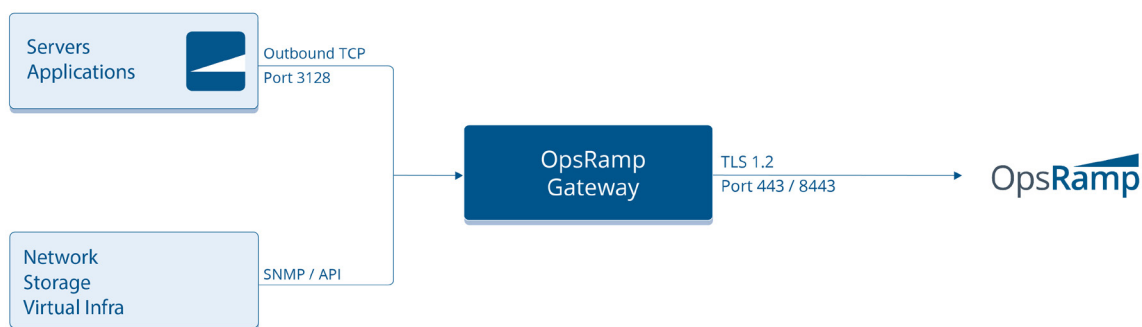 Servers
Applications
Outbound TCP
Port 3128
OpsRamp
Gateway
TLS 1.2
Port 443 / 8443
OpsRamp
Network
Storage
Virtual Infra
SNMP / API